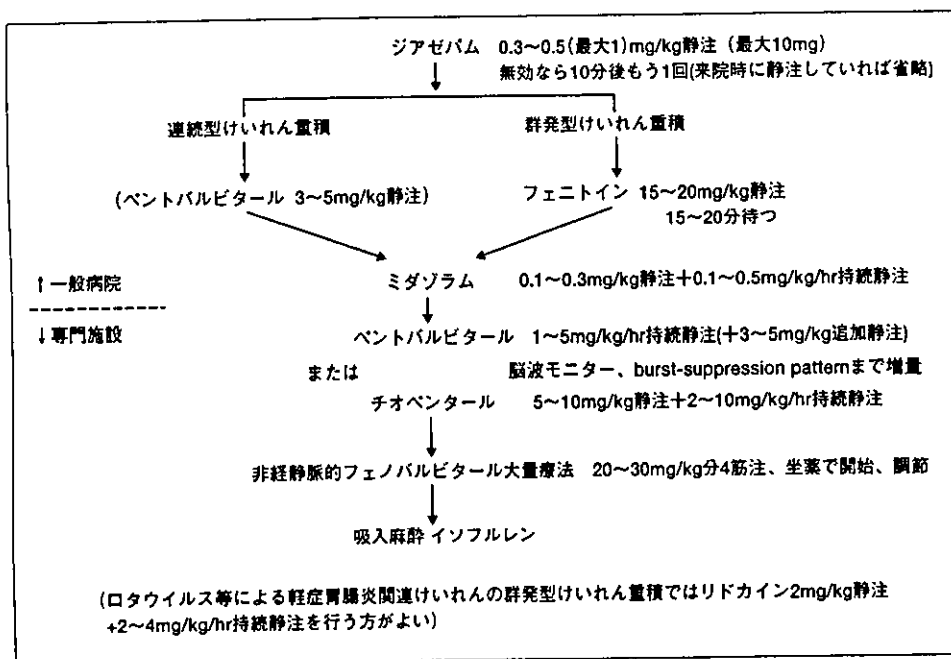 ジアゼパム 0.3～0.5(最大1)mg/kg静注（最大10mg）
無効なら10分後もう1回(来院時に静注していれば省略)
連続型けいれん重積 群発型けいれん重積
(ペントバルビタール 3～5mg/kg静注) フェニトイン 15～20mg/kg静注
15～20分待つ
↑一般病院 ミダゾラム 0.1～0.3mg/kg静注＋0.1～0.5mg/kg/hr持続静注
↓専門施設 ペントバルビタール 1～5mg/kg/hr持続静注(＋3～5mg/kg追加静注)
または 脳波モニター、burst-suppression patternまで増量
チオペンタール 5～10mg/kg静注＋2～10mg/kg/hr持続静注
非経静脈的フェノバルビタール大量療法 20～30mg/kg分4筋注、坐薬で開始、調節
吸入麻酔 イソフルレン
(ロタウイルス等による軽症胃腸炎関連けいれんの群発型けいれん重積ではリドカイン2mg/kg静注
+2～4mg/kg/hr持続静注を行う方がよい)